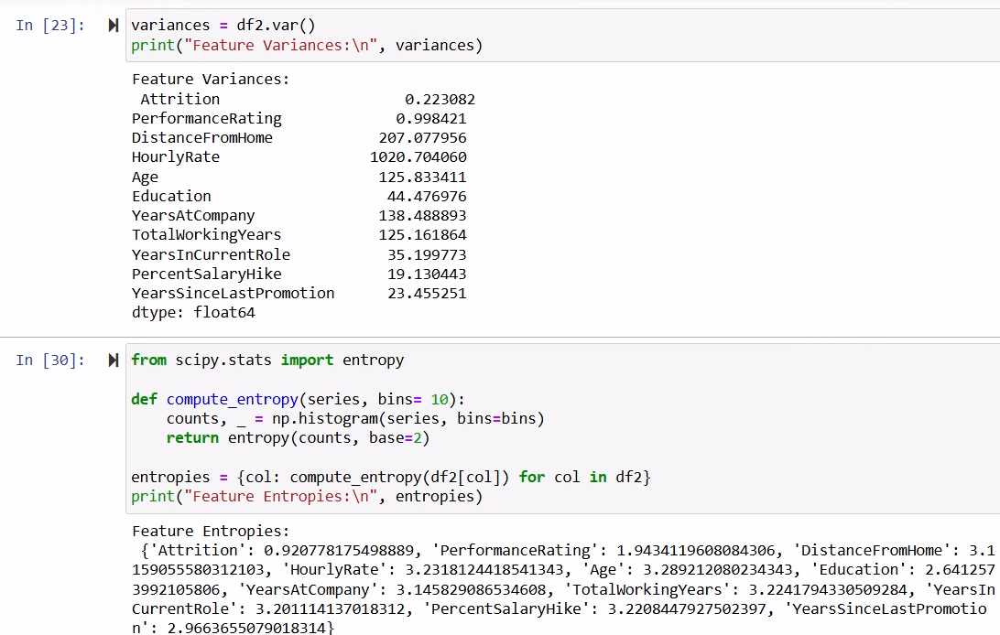 In [23]: variances = df2.var()
print("Feature Variances:\n", variances)
Feature Variances:
Attrition 0.223082
PerformanceRating 0.998421
DistanceFromHome 207.077956
HourlyRate 1020.704060
Age 125.833411
Education 44.476976
YearsAtCompany 138.488893
TotalWorkingYears 125.161864
YearsInCurrentRole 35.199773
PercentSalaryHike 19.130443
YearsSinceLastPromotion 23.455251
dtype: float64
In [30]: from scipy.stats import entropy
def compute_entropy(series, bins= 10):
counts, _ = np.histogram(series, bins=bins)
return entropy(counts, base=2)
entropies = {col: compute_entropy(df2[col]) for col in df2}
print("Feature Entropies:\n", entropies)
Feature Entropies:
{'Attrition': 0.920778175498889, 'PerformanceRating': 1.9434119608084306, 'DistanceFromHome': 3.1
159055580312103, 'HourlyRate': 3.2318124418541343, 'Age': 3.289212080234343, 'Education': 2.641257
3992105806, 'YearsAtCompany': 3.145829086534608, 'TotalWorkingYears': 3.2241794330509284, 'YearsIn
CurrentRole': 3.201114137018312, 'PercentSalaryHike': 3.2208447927502397, 'YearsSinceLastPromotio
n': 2.9663655079018314}